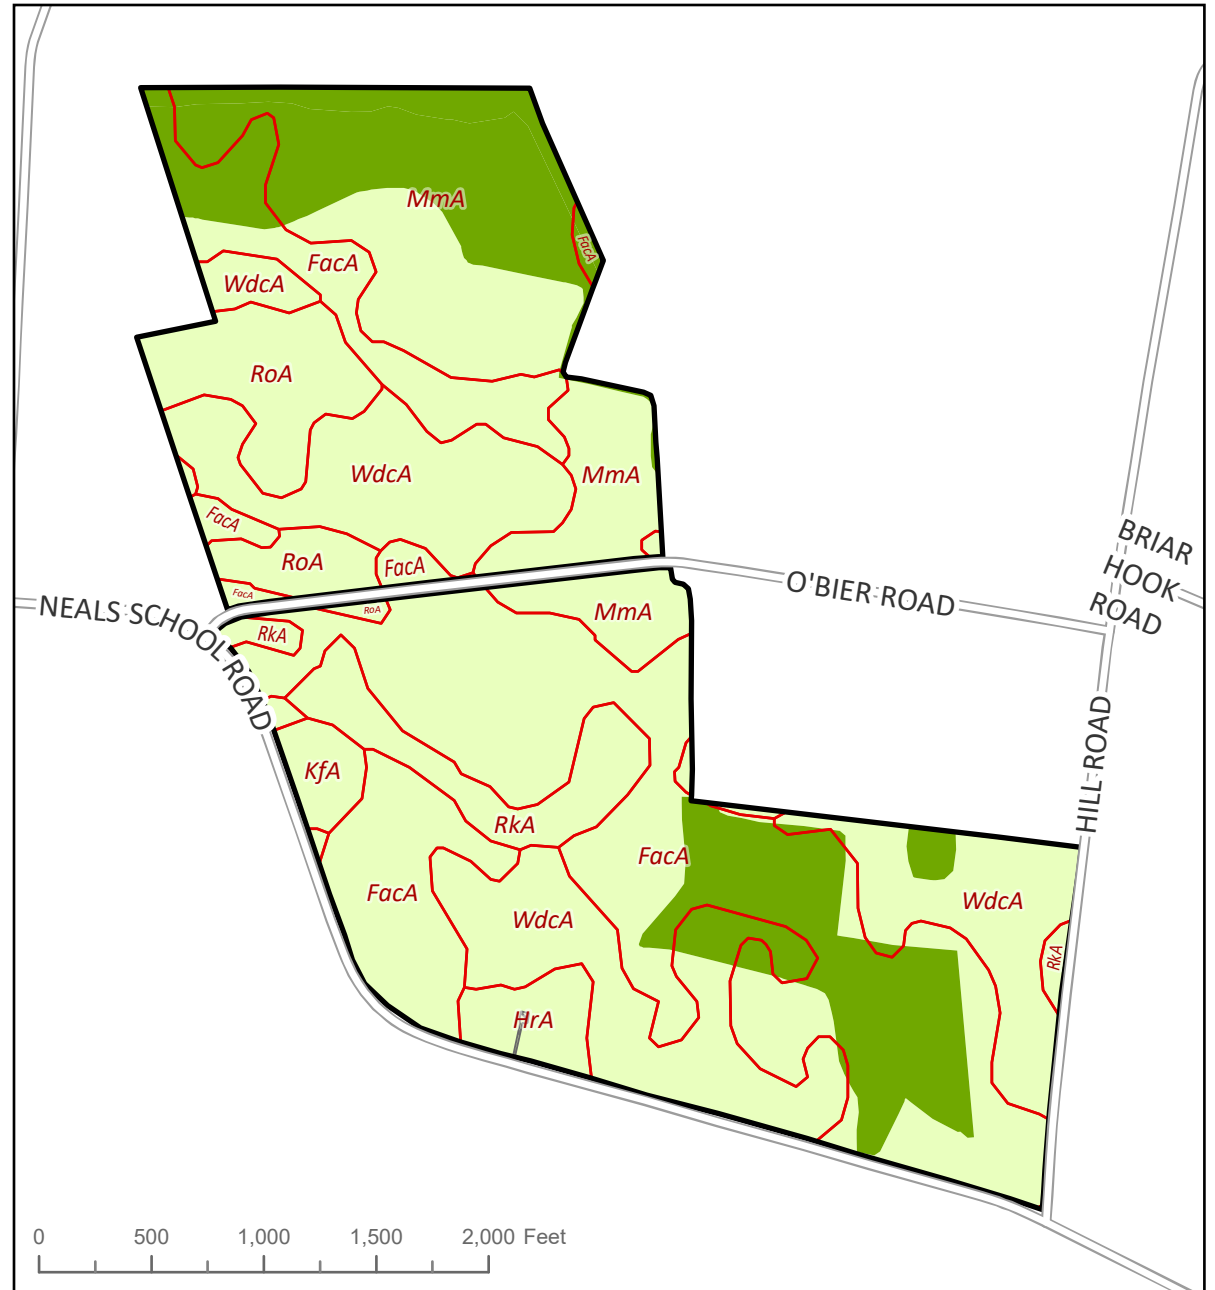 MmA
FacA
FacA
WdcA
RoA
WdcA
MmA
FacA
RoA
FacA
FacA
RoA
MmA
RkA
NEALS SCHOOL ROAD
O'BIER ROAD
BRIAR
HOOK
ROAD
HILL ROAD
KfA
RkA
FacA
FacA
WdcA
WdcA
RkA
HrA
0 500 1,000 1,500 2,000 Feet